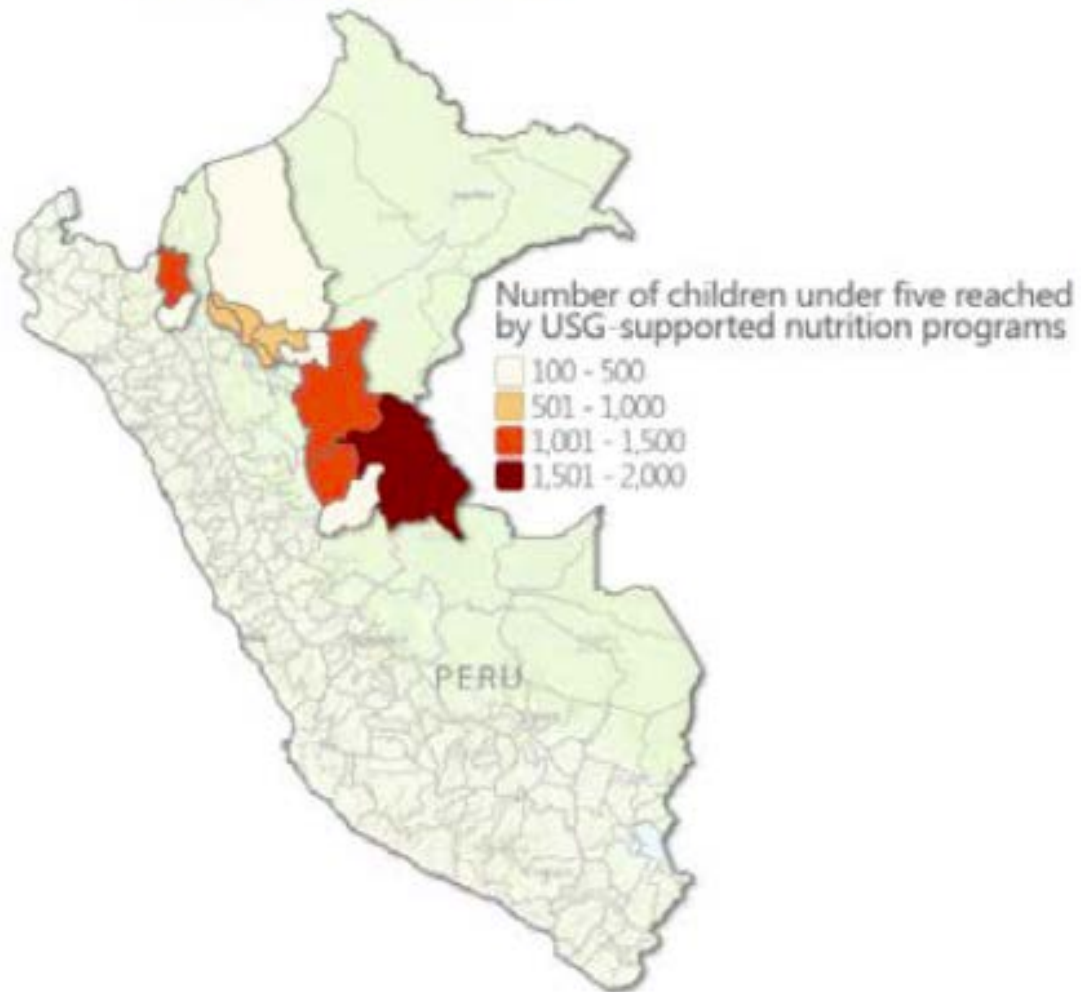 Number of children under five reached
by USG-supported nutrition programs
100 - 500
501 - 1,000
1,001 - 1,500
1,501 - 2,000
PERU